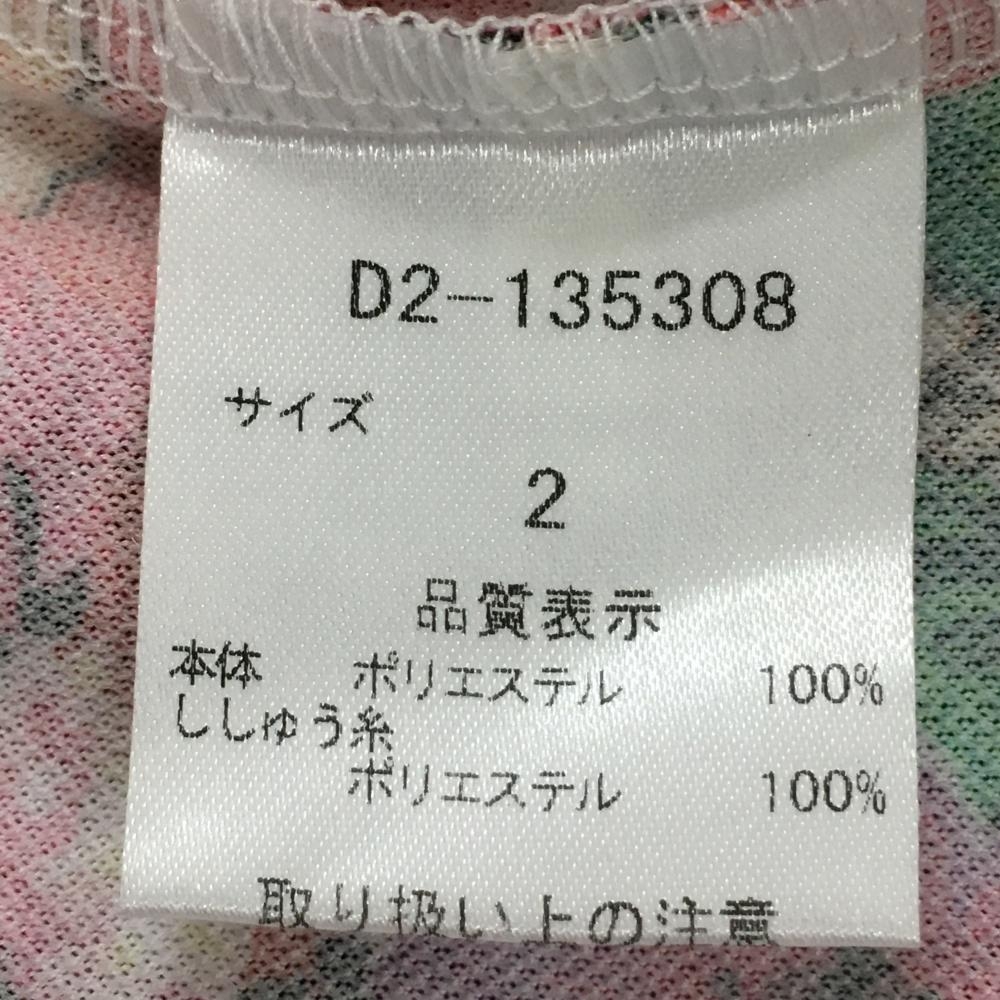 D2-135308
サイズ
2
品質表示
本体 ポリエステル 100%
ししゅう糸
ポリエステル 100%
取り扱い上の注意